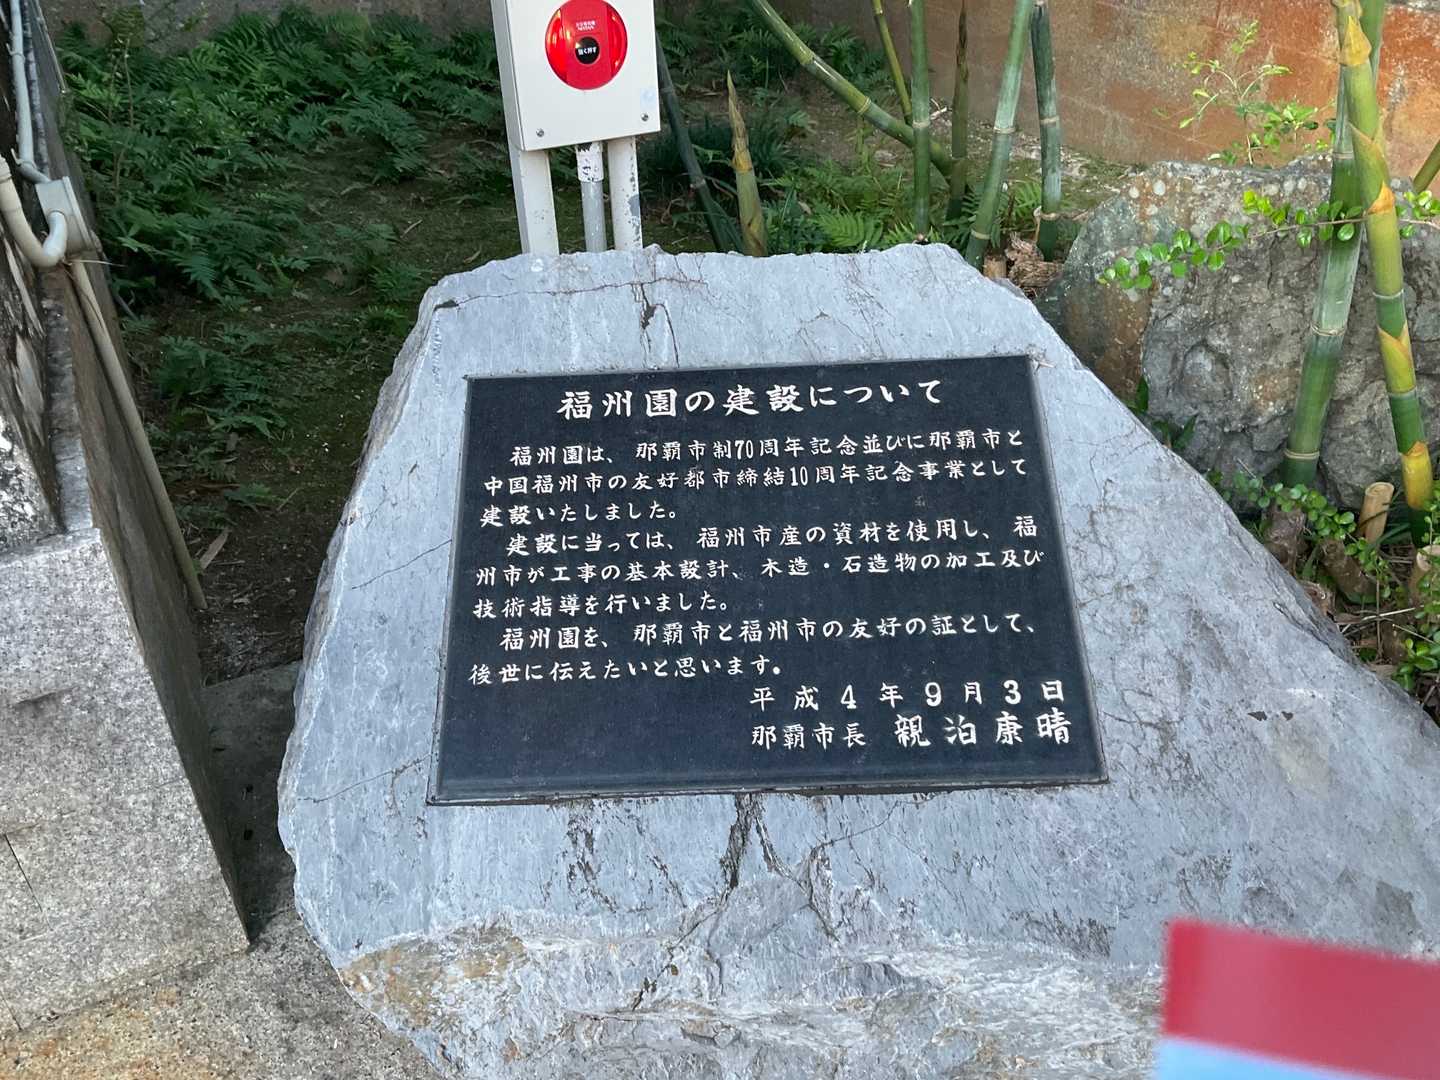 強く押す
福州園の建設について
福州園は、那覇市制70周年記念並びに那覇市と
中国福州市の友好都市締結10周年記念事業として
建設いたしました。
建設に当っては、福州市産の資材を使用し、福
州市が工事の基本設計、木造・石造物の加工及び
技術指導を行いました。
福州園を、那覇市と福州市の友好の証として、
後世に伝えたいと思います。
平成4年9月3日
那覇市長 親泊康晴